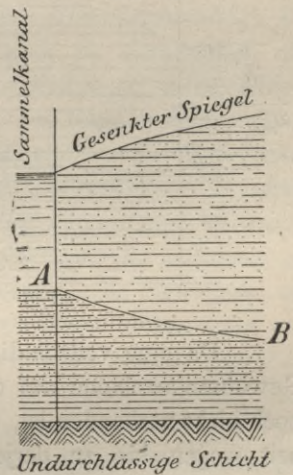 Sammelkanal
Gesenkter Spiegel
A
B
Undurchlässige Schicht